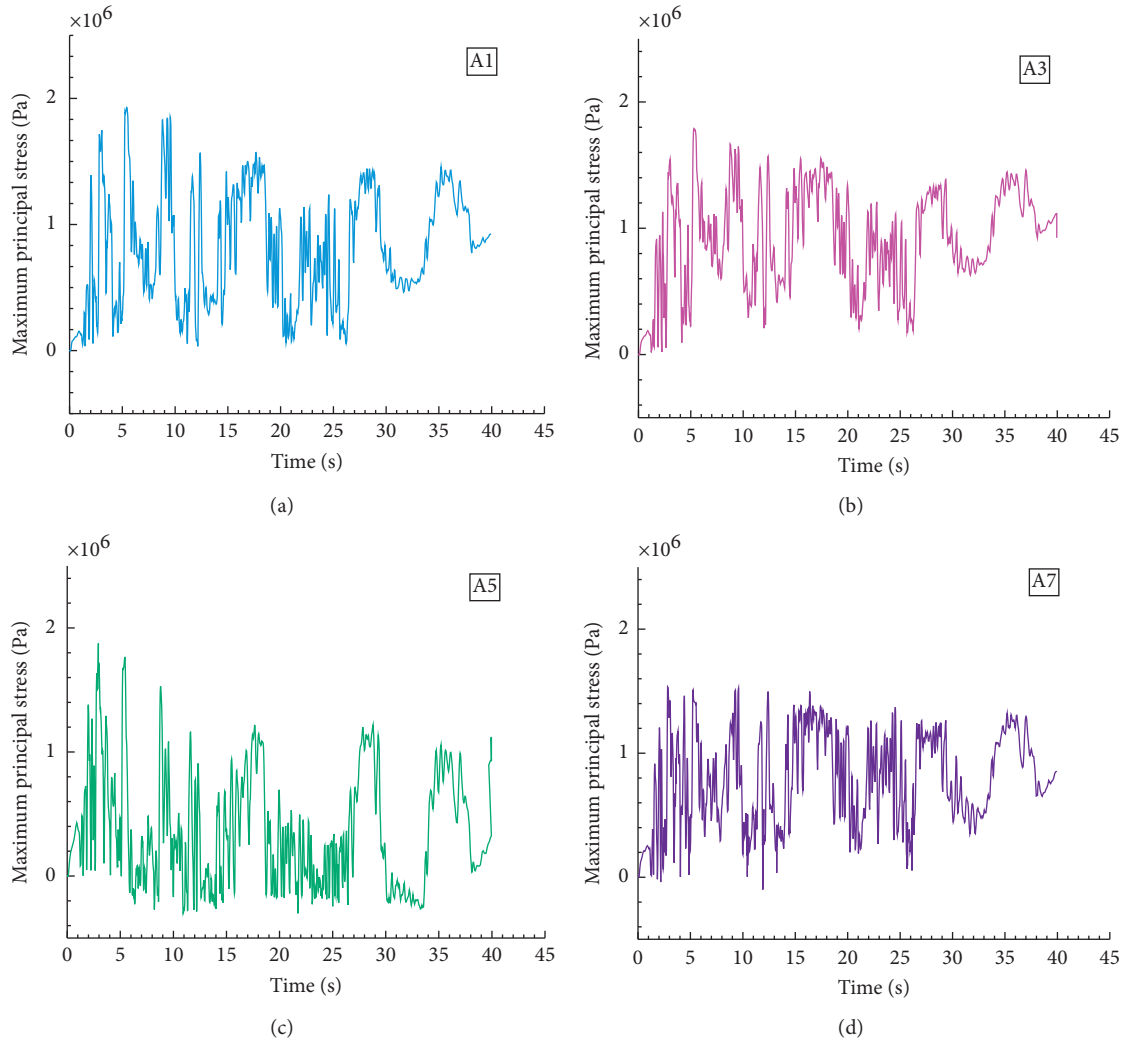 ×10^6
A1
Maximum principal stress (Pa)
2
1
0
0 5 10 15 20 25 30 35 40 45
Time (s)
(a)
×10^6
A3
Maximum principal stress (Pa)
2
1
0
0 5 10 15 20 25 30 35 40 45
Time (s)
(b)
×10^6
A5
Maximum principal stress (Pa)
2
1
0
0 5 10 15 20 25 30 35 40 45
Time (s)
(c)
×10^6
A7
Maximum principal stress (Pa)
2
1
0
0 5 10 15 20 25 30 35 40 45
Time (s)
(d)